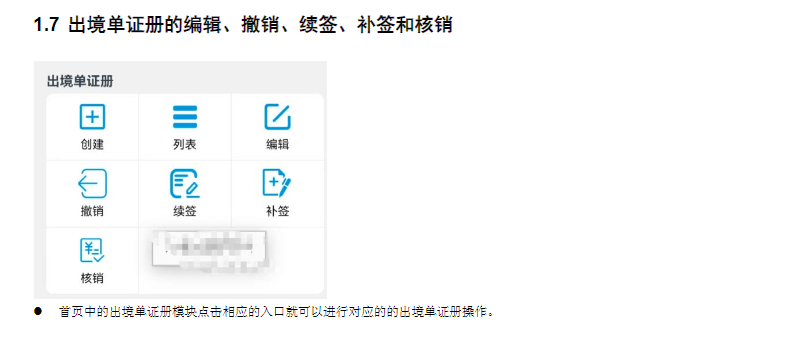 1.7 出境单证册的编辑、撤销、续签、补签和核销
出境单证册
创建 列表 编辑
撤销 续签 补签
核销
● 首页中的出境单证册模块点击相应的入口就可以进行对应的的出境单证册操作。